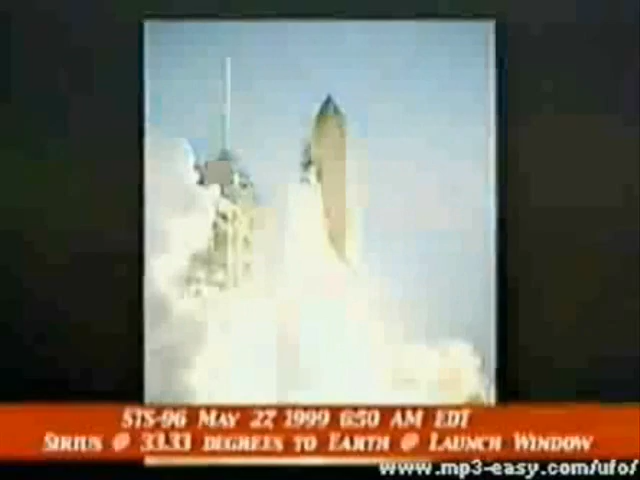 STS-96 MAY 27, 1999 6:50 AM EDT
SIRIUS @ 33.33 DEGREES TO EARTH @ LAUNCH WINDOW
www.mp3-easy.com/ufo/